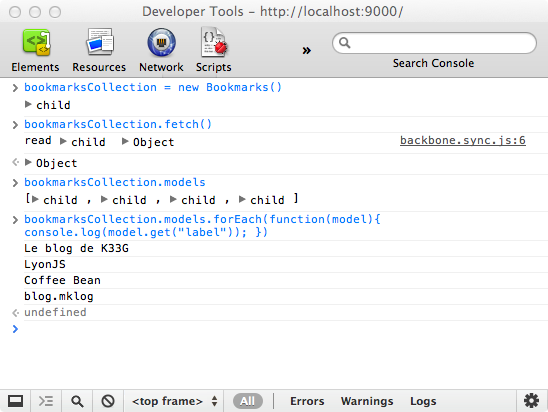 Developer Tools – http://localhost:9000/
Elements Resources Network Scripts » Search Console
> bookmarksCollection = new Bookmarks()
▶ child
> bookmarksCollection.fetch()
read ▶ child ▶ Object backbone.sync.js:6
▶ Object
> bookmarksCollection.models
[▶ child , ▶ child , ▶ child , ▶ child ]
> bookmarksCollection.models.forEach(function(model){
console.log(model.get("label")); })
Le blog de K33G
LyonJS
Coffee Bean
blog.mklog
undefined
>
<top frame> All Errors Warnings Logs